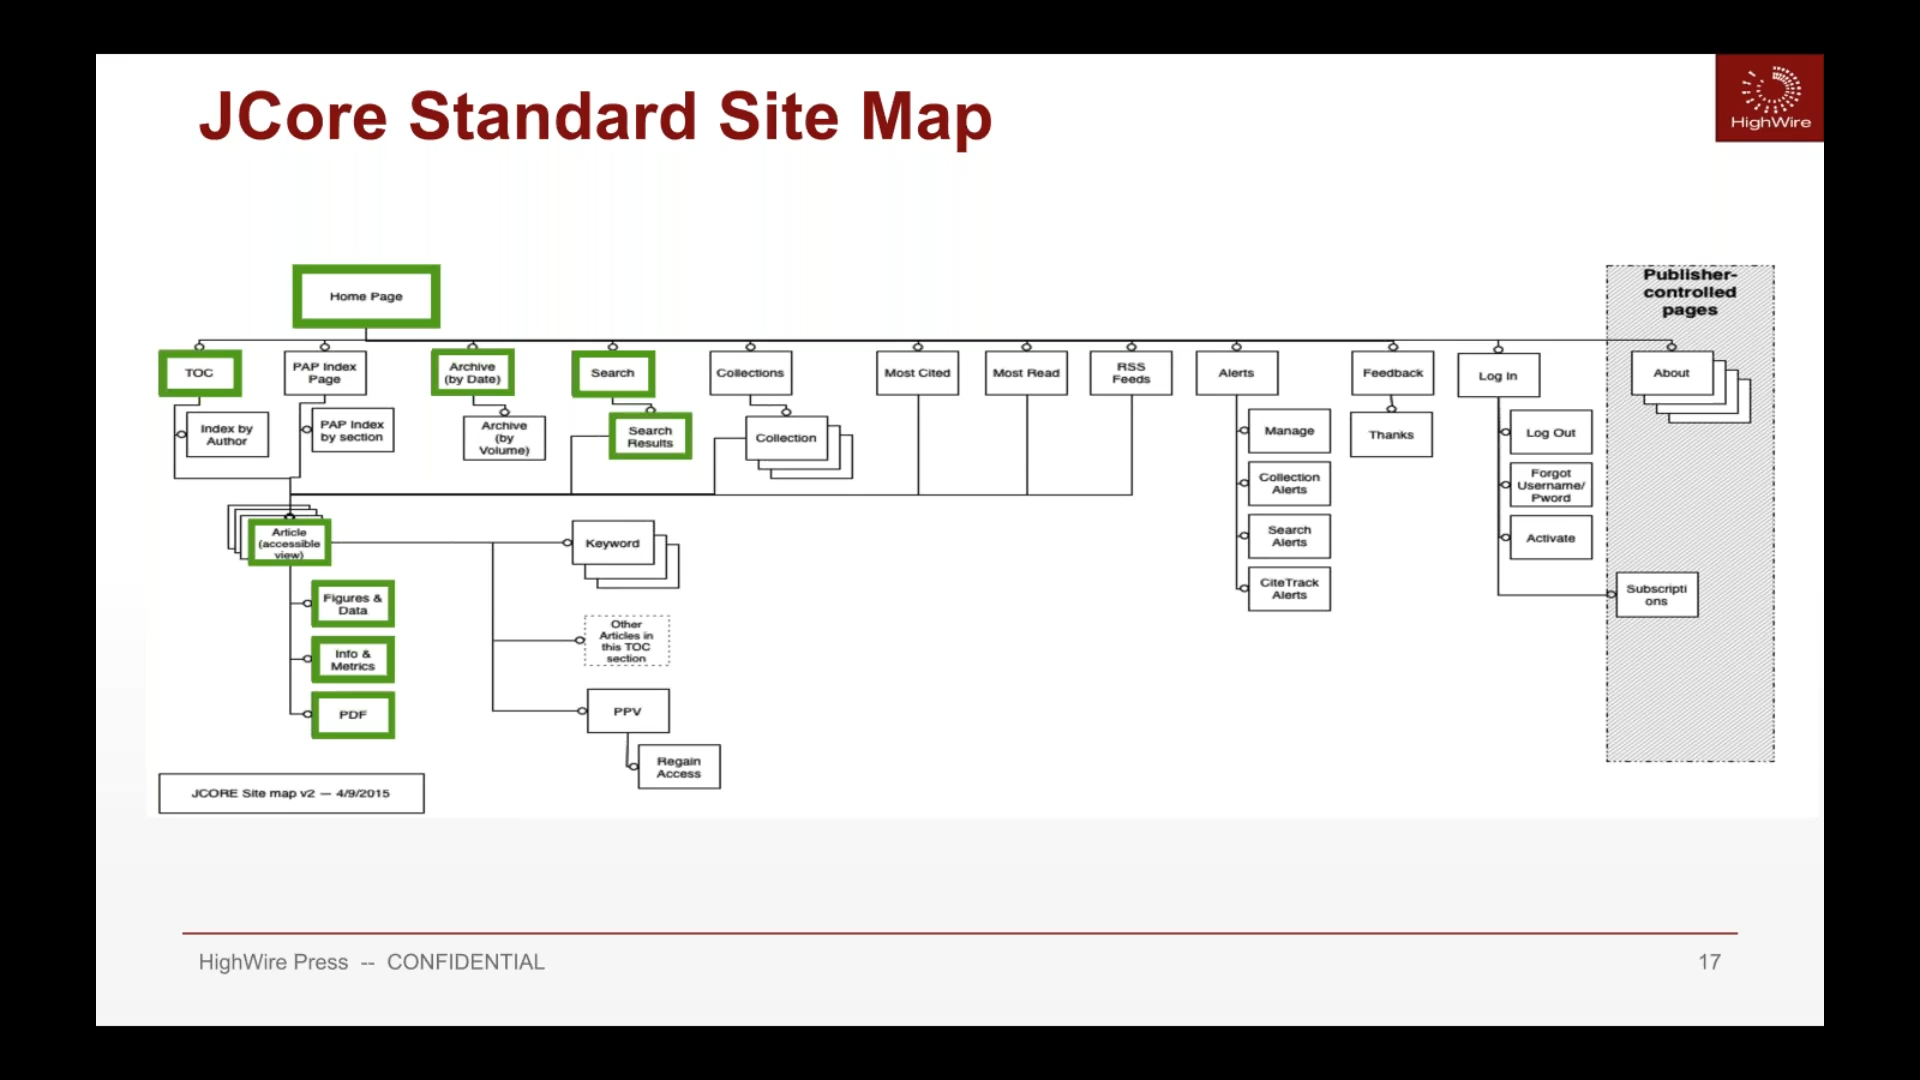 JCore Standard Site Map
HighWire
Home Page
Publisher-
controlled
pages
TOC
PAP Index
Page
Archive
(by Date)
Search
Collections
Most Cited
Most Read
RSS
Feeds
Alerts
Feedback
Log In
About
Index by
Author
PAP Index
by section
Archive
(by
Volume)
Search
Results
Collection
Manage
Thanks
Log Out
Collection
Alerts
Forgot
Username/
Pword
Search
Alerts
Activate
CiteTrack
Alerts
Subscripti
ons
Article
(accessible
view)
Keyword
Figures &
Data
Other
Articles in
this TOC
section
Info &
Metrics
PDF
PPV
Regain
Access
JCORE Site map v2 — 4/9/2015
HighWire Press -- CONFIDENTIAL
17